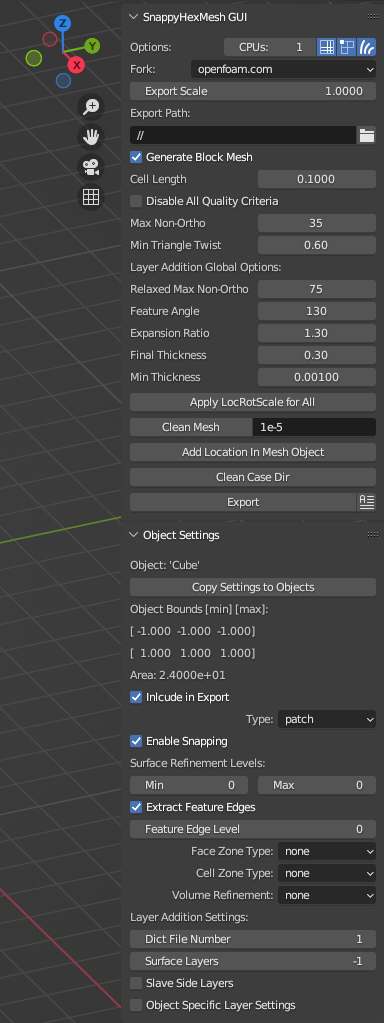 SnappyHexMesh GUI
Options: CPUs: 1
Fork: openfoam.com
Export Scale 1.0000
Export Path:
//
Generate Block Mesh
Cell Length 0.1000
Disable All Quality Criteria
Max Non-Ortho 35
Min Triangle Twist 0.60
Layer Addition Global Options:
Relaxed Max Non-Ortho 75
Feature Angle 130
Expansion Ratio 1.30
Final Thickness 0.30
Min Thickness 0.00100
Apply LocRotScale for All
Clean Mesh 1e-5
Add Location In Mesh Object
Clean Case Dir
Export
Object Settings
Object: 'Cube'
Copy Settings to Objects
Object Bounds [min] [max]:
[ -1.000 -1.000 -1.000]
[ 1.000 1.000 1.000]
Area: 2.4000e+01
Inlcude in Export
Type: patch
Enable Snapping
Surface Refinement Levels:
Min 0 Max 0
Extract Feature Edges
Feature Edge Level 0
Face Zone Type: none
Cell Zone Type: none
Volume Refinement: none
Layer Addition Settings:
Dict File Number 1
Surface Layers -1
Slave Side Layers
Object Specific Layer Settings
Z
Y
X